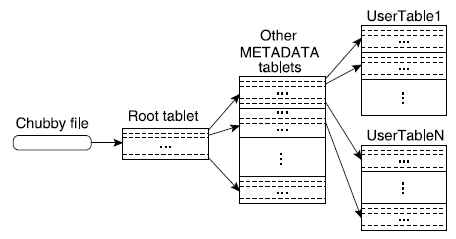 UserTable1
...
...
⋮
Other
METADATA
tablets
...
...
...
⋮
...
Root tablet
...
Chubby file
UserTableN
...
⋮
...